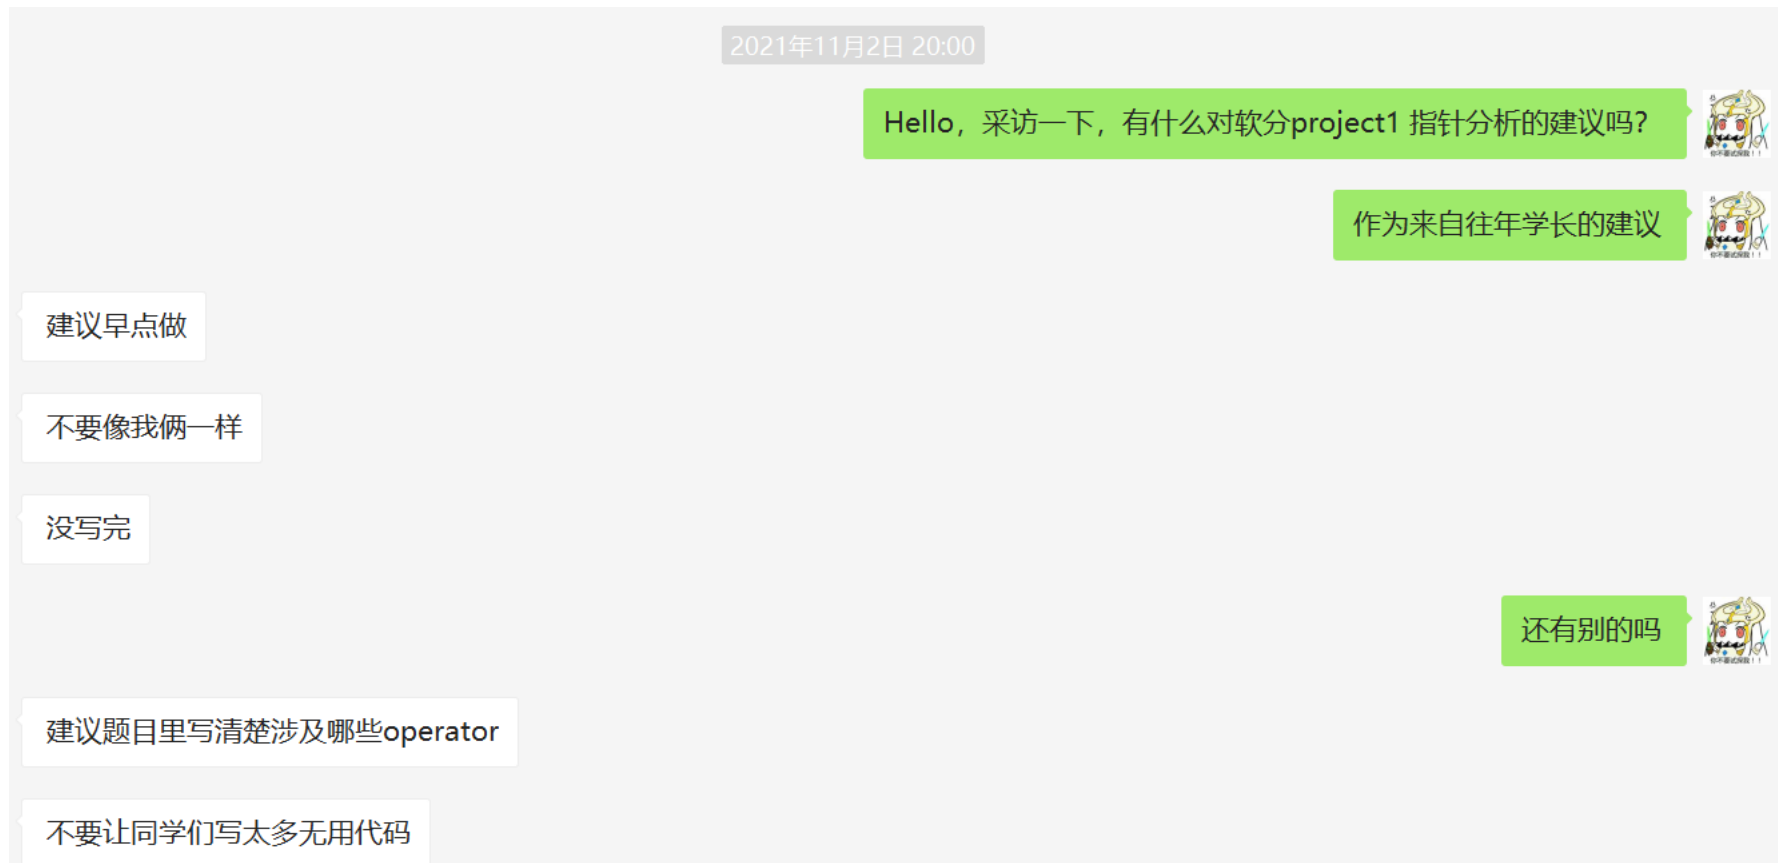 2021年11月2日 20:00
Hello，采访一下，有什么对软分project1 指针分析的建议吗？
作为来自往年学长的建议
建议早点做
不要像我俩一样
没写完
还有别的吗
建议题目里写清楚涉及哪些operator
不要让同学们写太多无用代码